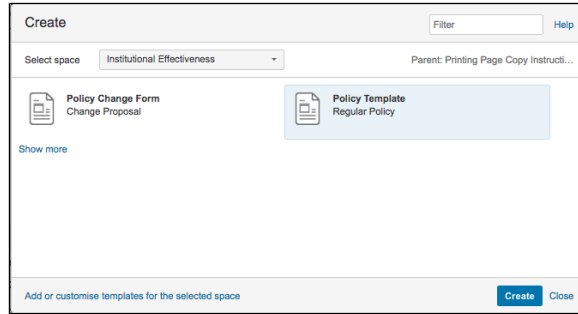 Create
Filter
Help
Select space
Institutional Effectiveness
Parent: Printing Page Copy Instructi...
Policy Change Form
Change Proposal
Policy Template
Regular Policy
Show more
Add or customise templates for the selected space
Create
Close